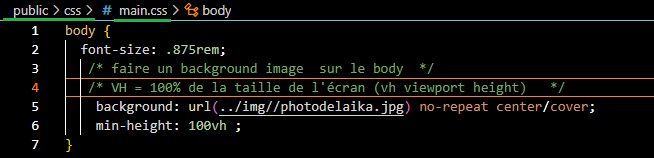 public > css > # main.css > body
1 body {
2 font-size: .875rem;
3 /* faire un background image  sur le body  */
4 /* VH = 100% de la taille de l'écran (vh viewport height)   */
5 background: url(../img//photodelaika.jpg) no-repeat center/cover;
6 min-height: 100vh ;
7 }